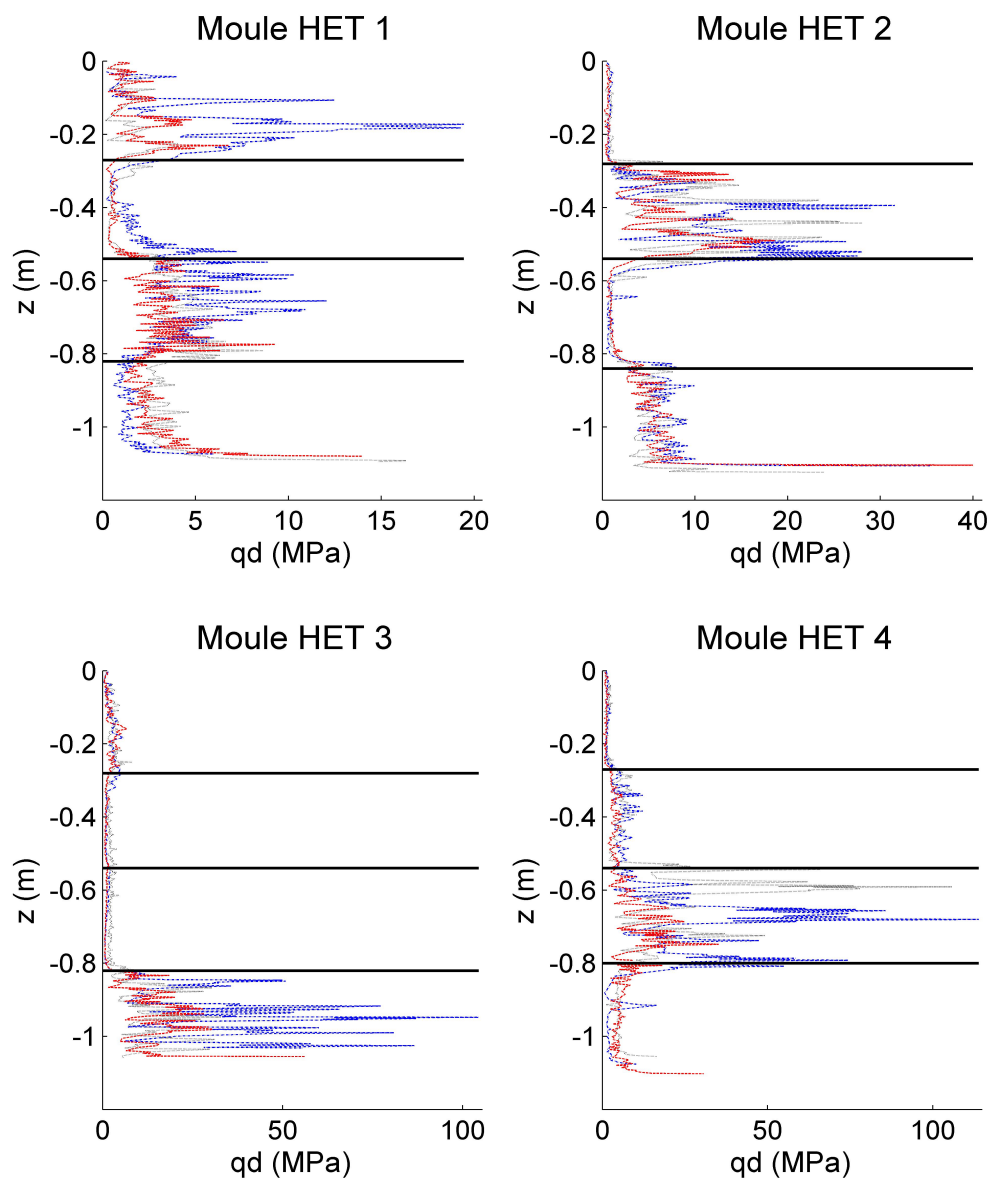 Moule HET 1
Moule HET 2
0
-0.2
-0.4
-0.6
-0.8
-1
z (m)
0 5 10 15 20
qd (MPa)
0
-0.2
-0.4
-0.6
-0.8
-1
z (m)
0 10 20 30 40
qd (MPa)
Moule HET 3
Moule HET 4
0
-0.2
-0.4
-0.6
-0.8
-1
z (m)
0 50 100
qd (MPa)
0
-0.2
-0.4
-0.6
-0.8
-1
z (m)
0 50 100
qd (MPa)